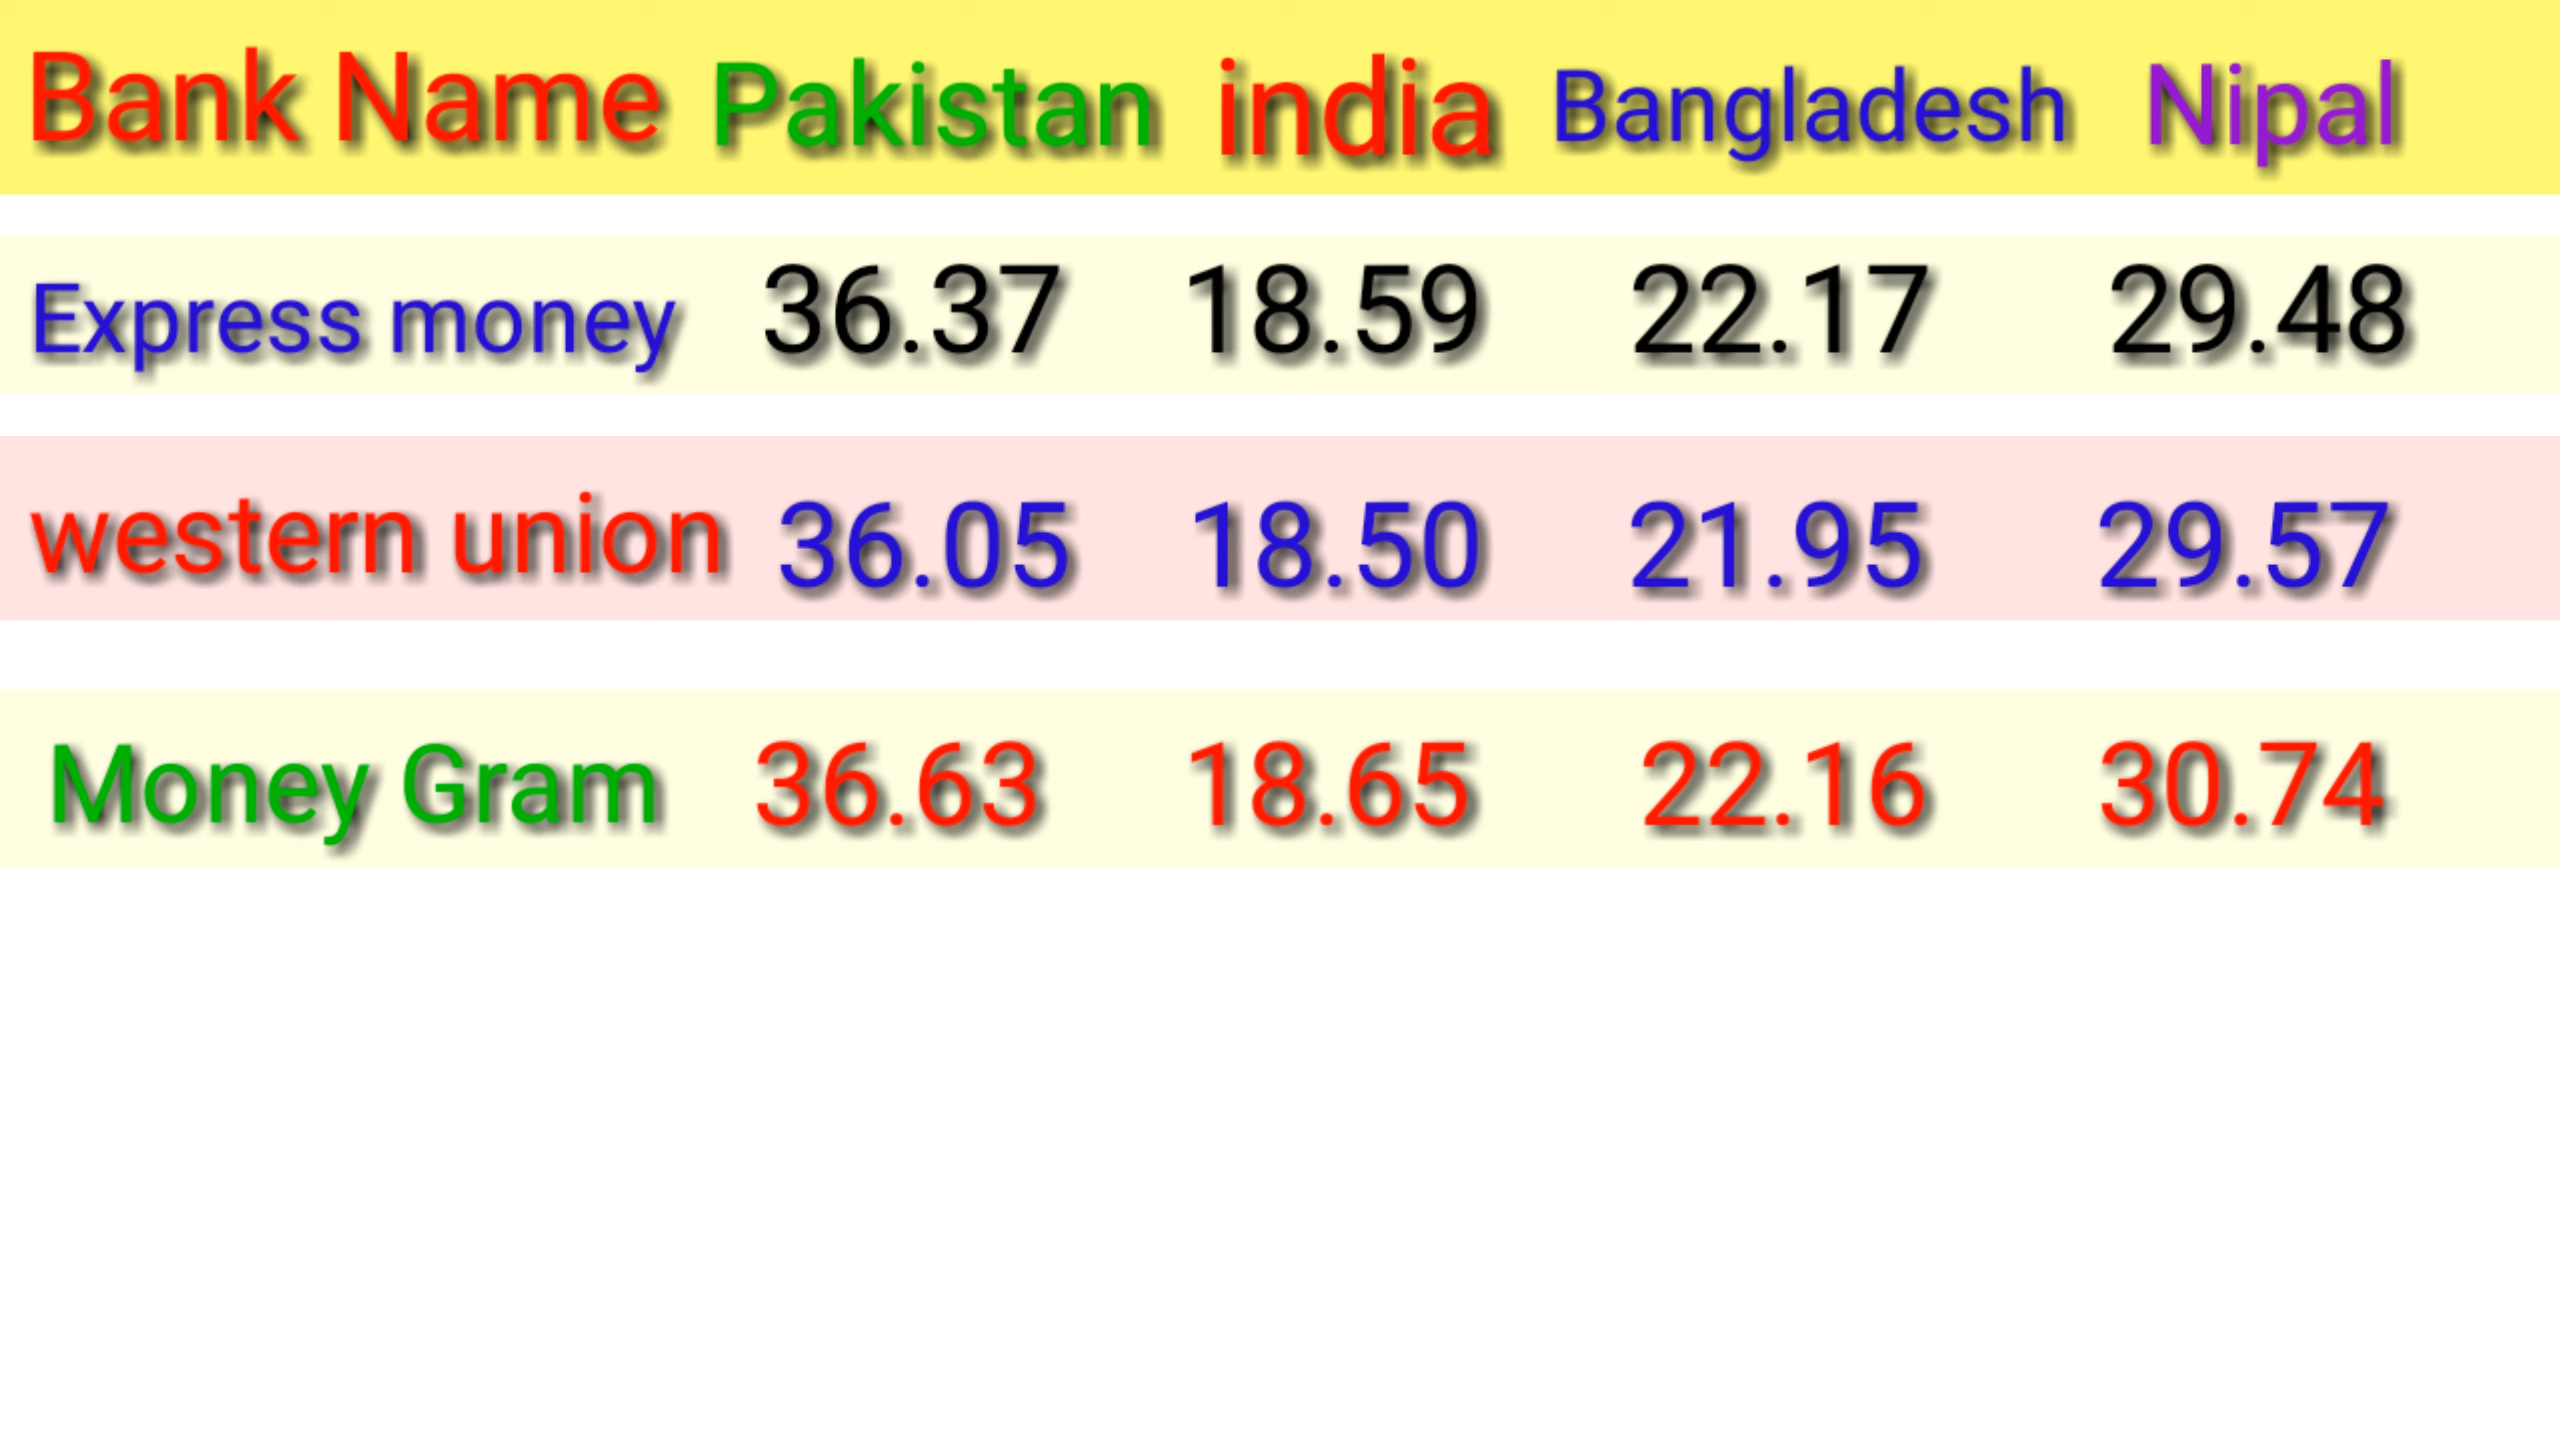 Bank Name Pakistan india Bangladesh Nipal
Express money 36.37 18.59 22.17 29.48
western union 36.05 18.50 21.95 29.57
Money Gram 36.63 18.65 22.16 30.74